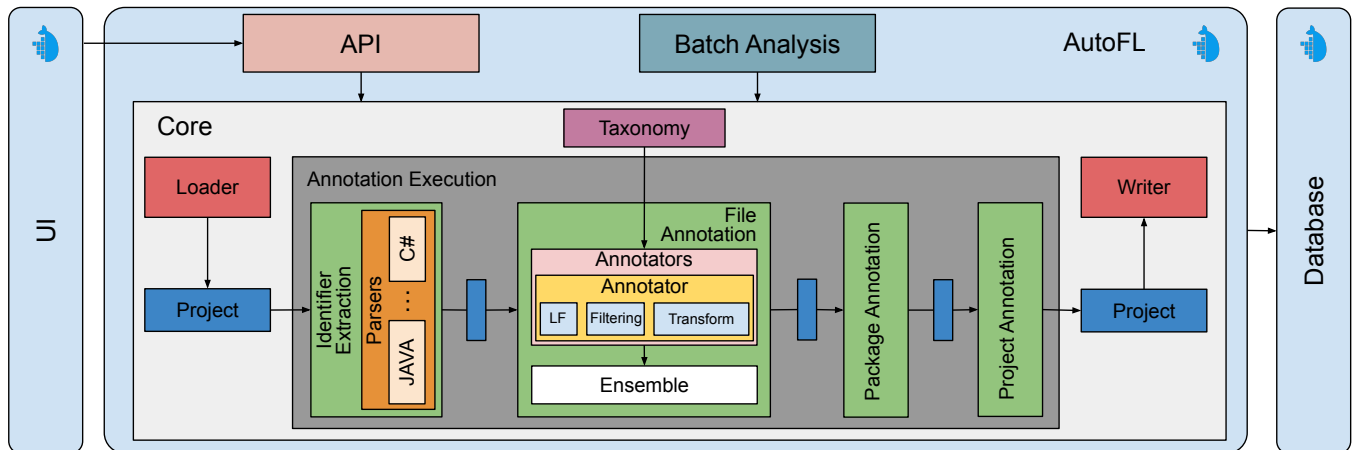 UI
API
Batch Analysis
AutoFL
Core
Taxonomy
Loader
Project
Annotation Execution
Identifier
Extraction
Parsers
JAVA
...
C#
File
Annotation
Annotators
Annotator
LF
Filtering
Transform
Ensemble
Package Annotation
Project Annotation
Writer
Project
Database